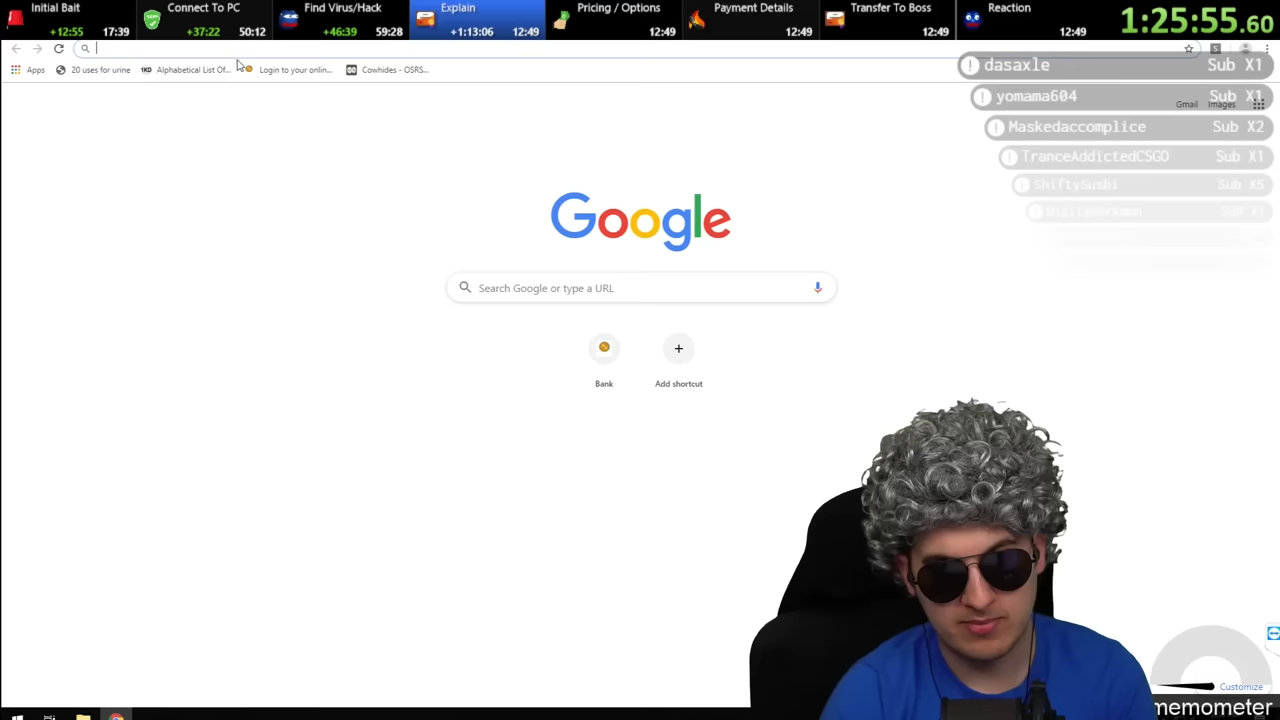 Initial Bait
+12:55 17:39
Connect To PC
+37:22 50:12
Find Virus/Hack
+46:39 59:28
Explain
+1:13:06 12:49
Pricing / Options
12:49
Payment Details
12:49
Transfer To Boss
12:49
Reaction
12:49
1:25:55.60
Apps
20 uses for urine
Alphabetical List Of...
Login to your onlin...
Cowhides - OSRS...
dasaxle Sub X1
yomama604 Sub X1
Gmail Images
Maskedaccomplice Sub X2
TranceAddictedCSGO Sub X1
ShiftySushi Sub X5
Google
Search Google or type a URL
Bank
Add shortcut
Customize
memometer